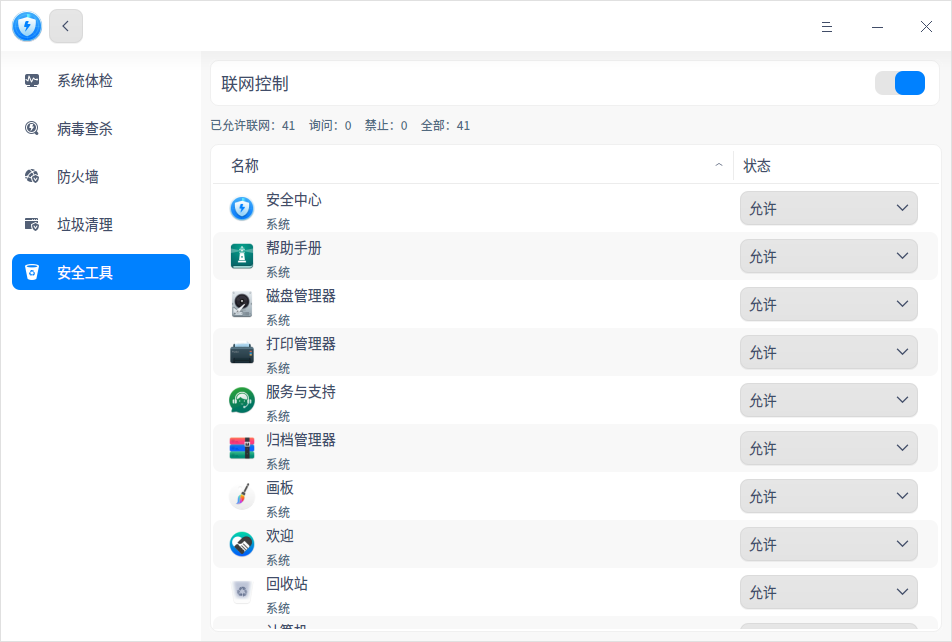 系统体检
病毒查杀
防火墙
垃圾清理
安全工具
联网控制
已允许联网：41 询问：0 禁止：0 全部：41
名称 状态
安全中心
系统
允许
帮助手册
系统
允许
磁盘管理器
系统
允许
打印管理器
系统
允许
服务与支持
系统
允许
归档管理器
系统
允许
画板
系统
允许
欢迎
系统
允许
回收站
系统
允许
计算机